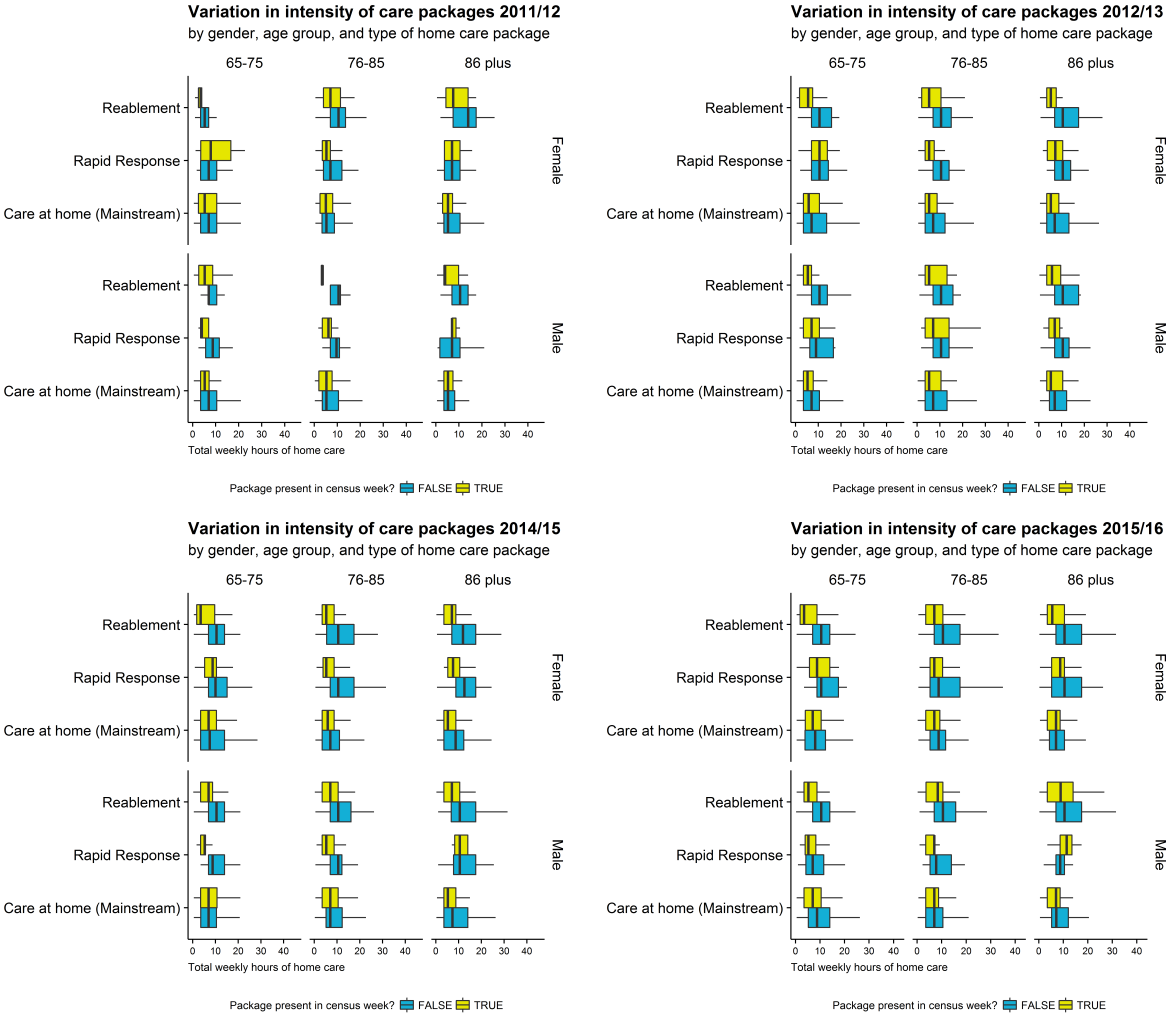 Variation in intensity of care packages 2011/12
by gender, age group, and type of home care package
65-75 76-85 86 plus
Reablement
Rapid Response
Care at home (Mainstream)
Female
Reablement
Rapid Response
Care at home (Mainstream)
Male
0 10 20 30 40 0 10 20 30 40 0 10 20 30 40
Total weekly hours of home care
Package present in census week? FALSE TRUE
Variation in intensity of care packages 2012/13
by gender, age group, and type of home care package
65-75 76-85 86 plus
Reablement
Rapid Response
Care at home (Mainstream)
Female
Reablement
Rapid Response
Care at home (Mainstream)
Male
0 10 20 30 40 0 10 20 30 40 0 10 20 30 40
Total weekly hours of home care
Package present in census week? FALSE TRUE
Variation in intensity of care packages 2014/15
by gender, age group, and type of home care package
65-75 76-85 86 plus
Reablement
Rapid Response
Care at home (Mainstream)
Female
Reablement
Rapid Response
Care at home (Mainstream)
Male
0 10 20 30 40 0 10 20 30 40 0 10 20 30 40
Total weekly hours of home care
Package present in census week? FALSE TRUE
Variation in intensity of care packages 2015/16
by gender, age group, and type of home care package
65-75 76-85 86 plus
Reablement
Rapid Response
Care at home (Mainstream)
Female
Reablement
Rapid Response
Care at home (Mainstream)
Male
0 10 20 30 40 0 10 20 30 40 0 10 20 30 40
Total weekly hours of home care
Package present in census week? FALSE TRUE